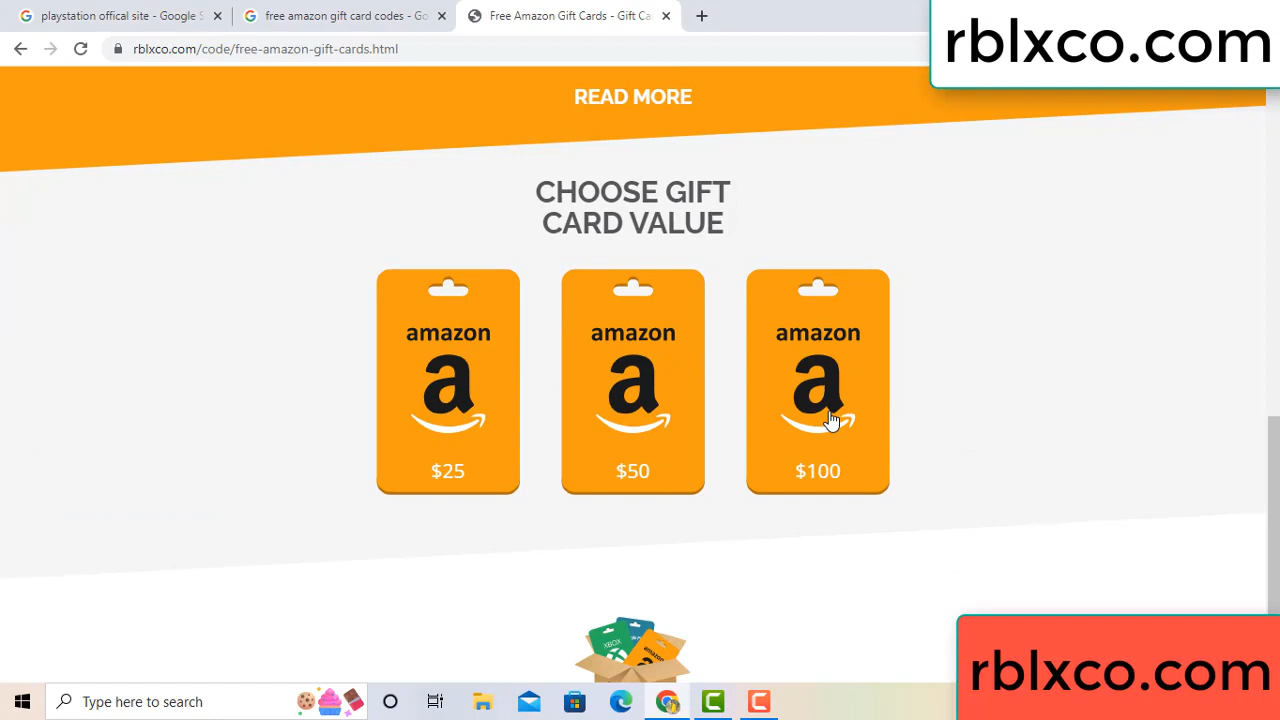 playstation offical site - Google S
free amazon gift card codes - Go
Free Amazon Gift Cards - Gift Ca
rblxco.com/code/free-amazon-gift-cards.html
rblxco.com
READ MORE
CHOOSE GIFT
CARD VALUE
amazon
a
$25
amazon
a
$50
amazon
a
$100
XBOX
amazon
rblxco.com
Type here to search